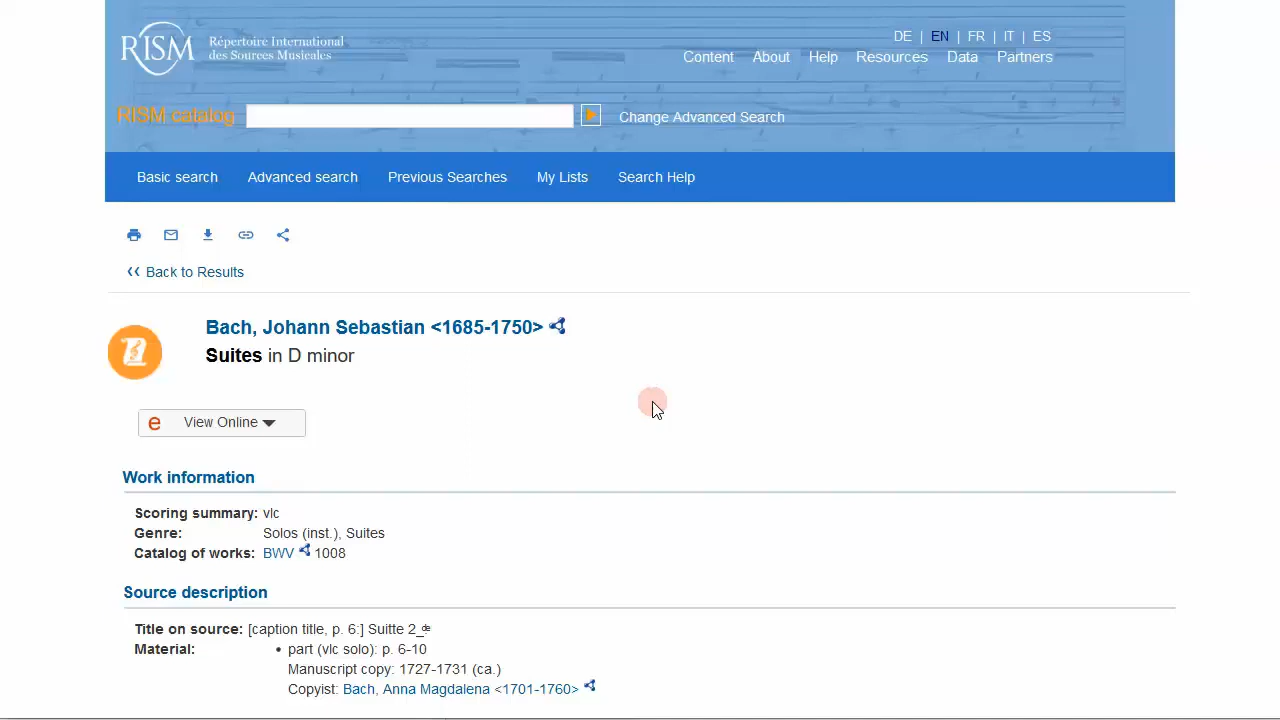 RISM Répertoire International
des Sources Musicales
DE | EN | FR | IT | ES
Content About Help Resources Data Partners
RISM catalog Change Advanced Search
Basic search Advanced search Previous Searches My Lists Search Help
Back to Results
Bach, Johann Sebastian <1685-1750>
Suites in D minor
e View Online
Work information
Scoring summary: vlc
Genre: Solos (inst.), Suites
Catalog of works: BWV 1008
Source description
Title on source: [caption title, p. 6:] Suitte 2_de
Material: • part (vlc solo): p. 6-10
Manuscript copy: 1727-1731 (ca.)
Copyist: Bach, Anna Magdalena <1701-1760>